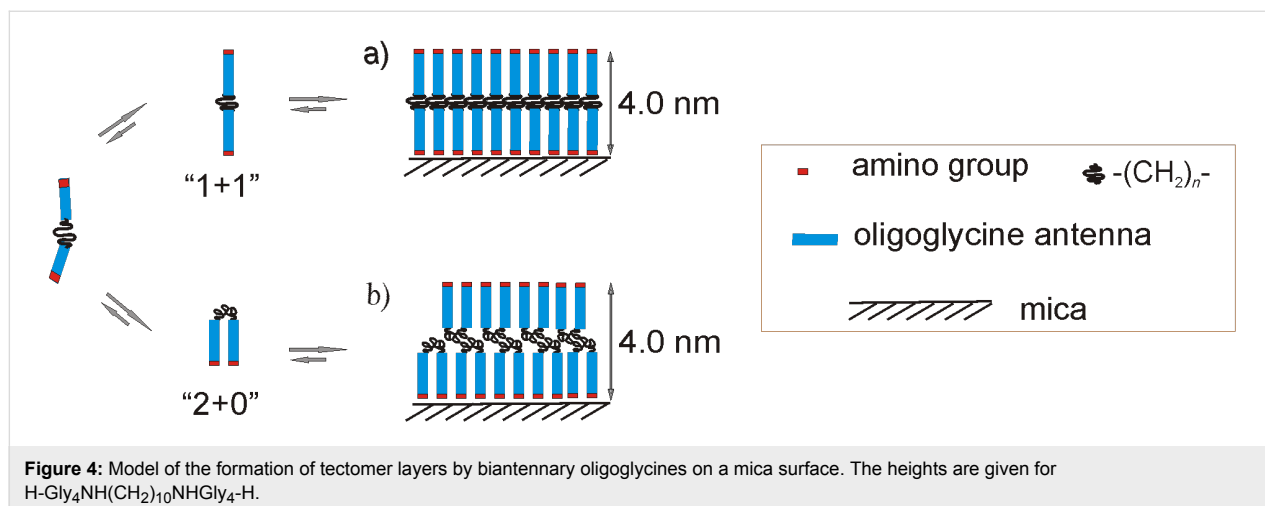 a)
4.0 nm
"1+1"
b)
4.0 nm
"2+0"
amino group
-(CH₂)ₙ-
oligoglycine antenna
mica
Figure 4: Model of the formation of tectomer layers by biantennary oligoglycines on a mica surface. The heights are given for
H-Gly₄NH(CH₂)₁₀NHGly₄-H.